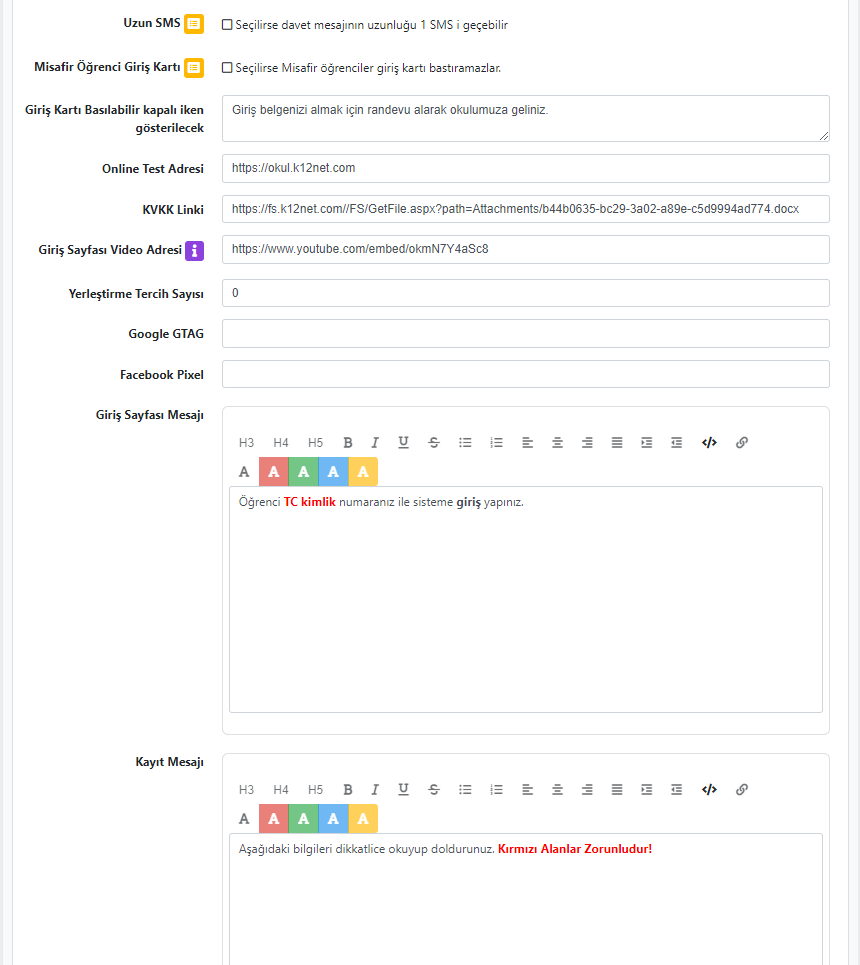 Uzun SMS Seçilirse davet mesajının uzunluğu 1 SMS i geçebilir
Misafir Öğrenci Giriş Kartı Seçilirse Misafir öğrenciler giriş kartı bastıramazlar.
Giriş Kartı Basılabilir kapalı iken gösterilecek
Giriş belgenizi almak için randevu alarak okulumuza geliniz.
Online Test Adresi https://okul.k12net.com
KVKK Linki https://fs.k12net.com//FS/GetFile.aspx?path=Attachments/b44b0635-bc29-3a02-a89e-c5d9994ad774.docx
Giriş Sayfası Video Adresi https://www.youtube.com/embed/okmN7Y4aSc8
Yerleştirme Tercih Sayısı 0
Google GTAG
Facebook Pixel
Giriş Sayfası Mesajı
H3 H4 H5 B I U S </>
A A A A A
Öğrenci TC kimlik numaranız ile sisteme giriş yapınız.
Kayıt Mesajı
H3 H4 H5 B I U S </>
A A A A A
Aşağıdaki bilgileri dikkatlice okuyup doldurunuz. Kırmızı Alanlar Zorunludur!